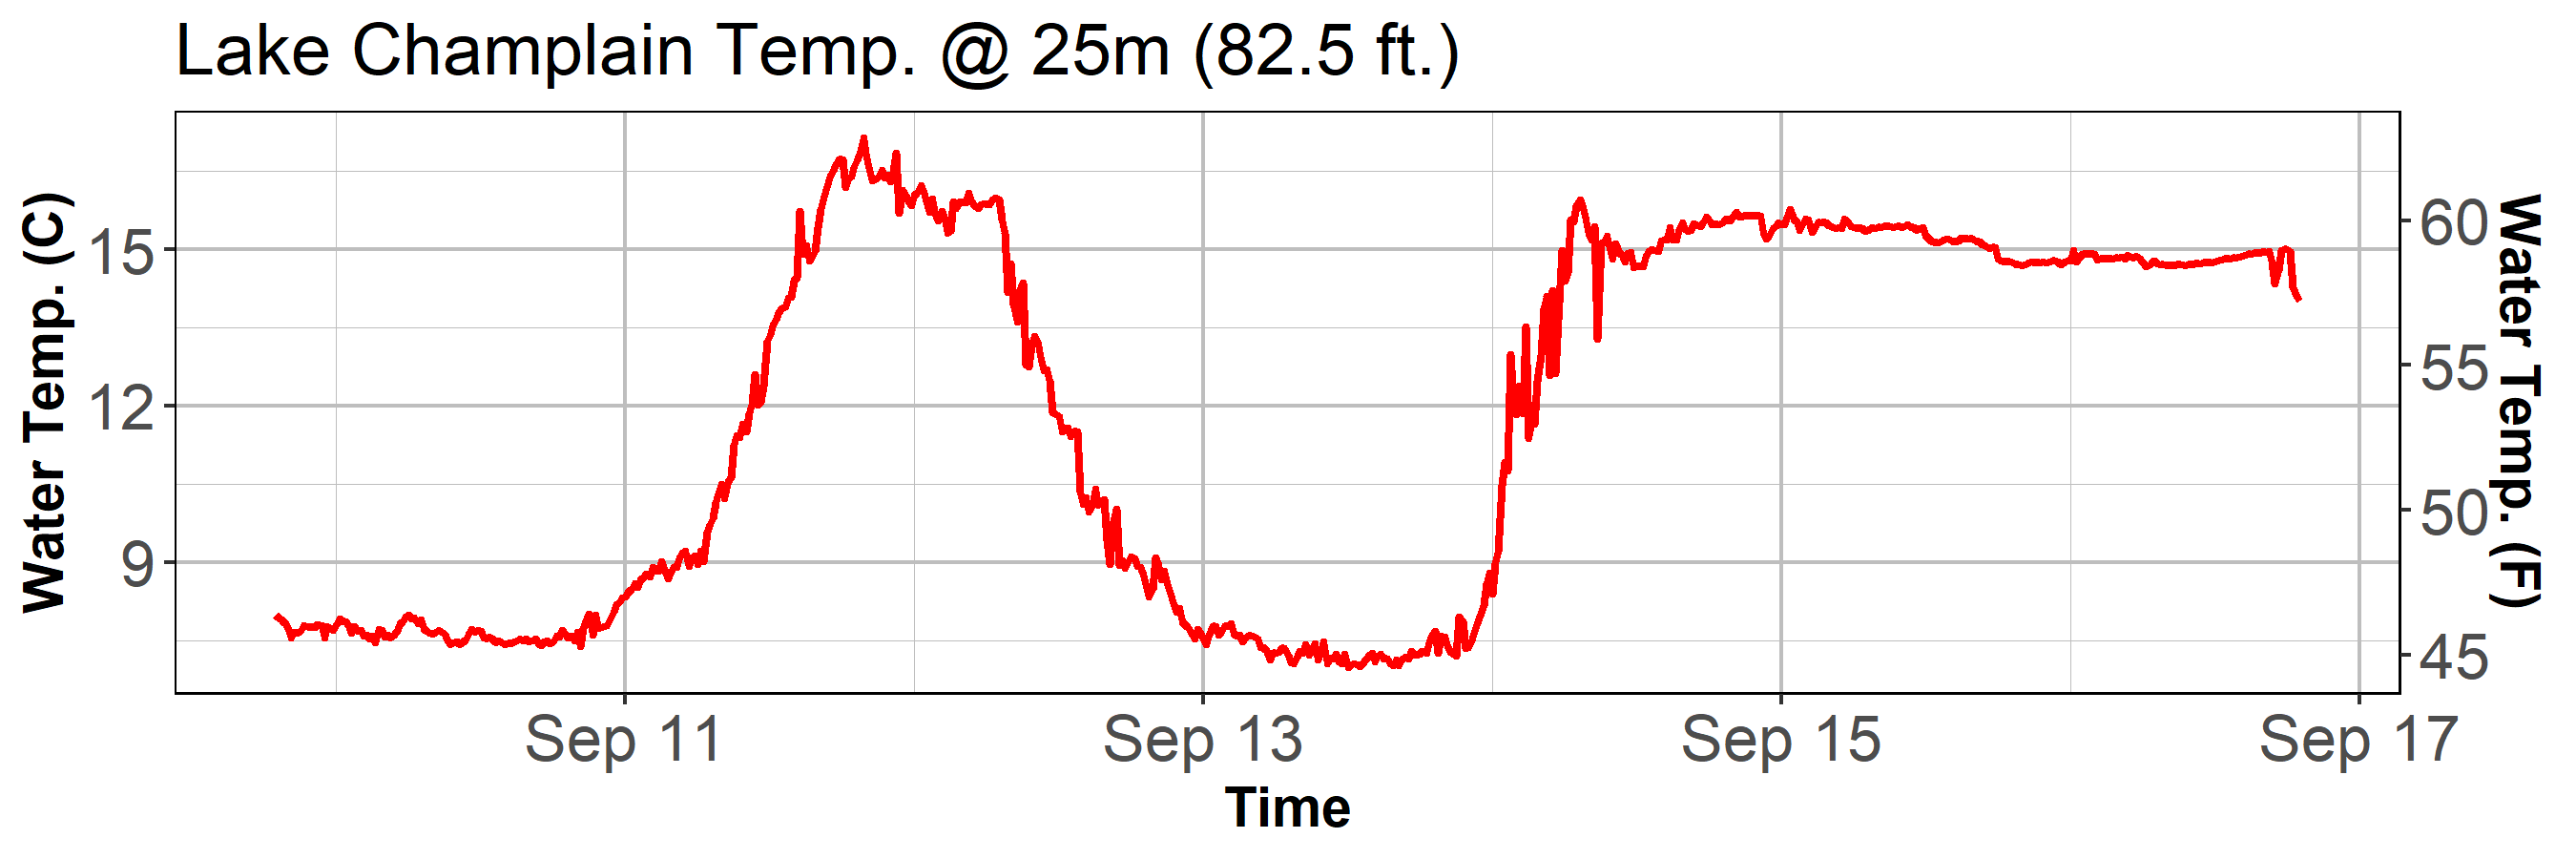 Lake Champlain Temp. @ 25m (82.5 ft.)
Water Temp. (C)
15
12
9
60
55
50
45
Water Temp. (F)
Sep 11
Sep 13
Sep 15
Sep 17
Time